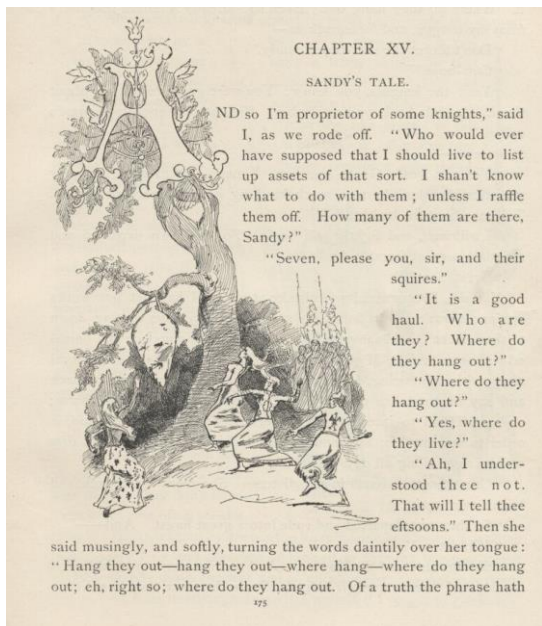 CHAPTER XV.
SANDY'S TALE.
AND so I'm proprietor of some knights," said
I, as we rode off. "Who would ever
have supposed that I should live to list
up assets of that sort. I shan't know
what to do with them; unless I raffle
them off. How many of them are there,
Sandy?"
"Seven, please you, sir, and their
squires."
"It is a good
haul. Who are
they? Where do
they hang out?"
"Where do they
hang out?"
"Yes, where do
they live?"
"Ah, I under-
stood thee not.
That will I tell thee
eftsoons." Then she
said musingly, and softly, turning the words daintily over her tongue:
"Hang they out—hang they out—where hang—where do they hang
out; eh, right so; where do they hang out. Of a truth the phrase hath
175